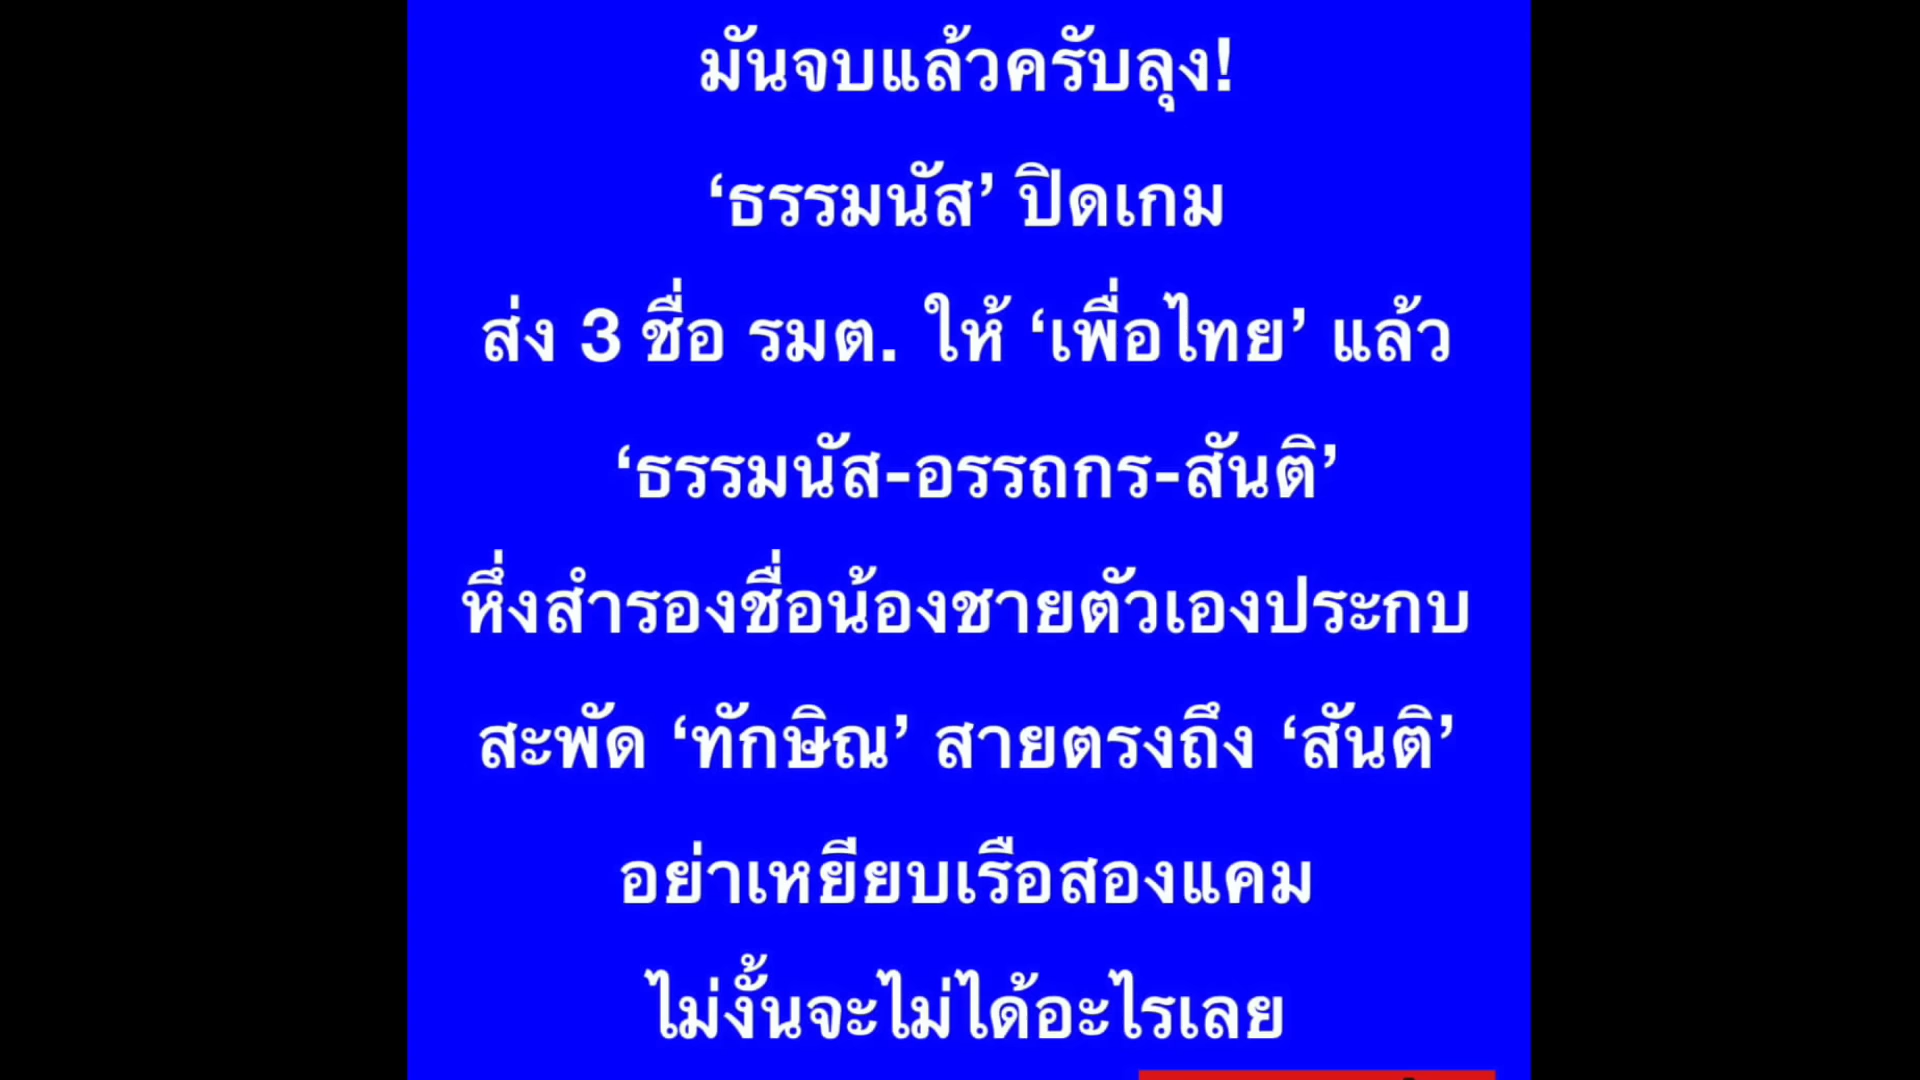 มันจบแล้วครับลุง!
‘ธรรมนัส’ ปิดเกม
ส่ง 3 ชื่อ รมต. ให้ ‘เพื่อไทย’ แล้ว
‘ธรรมนัส-อรรถกร-สันติ’
หึ่งสำรองชื่อน้องชายตัวเองประกบ
สะพัด ‘ทักษิณ’ สายตรงถึง ‘สันติ’
อย่าเหยียบเรือสองแคม
ไม่งั้นจะไม่ได้อะไรเลย